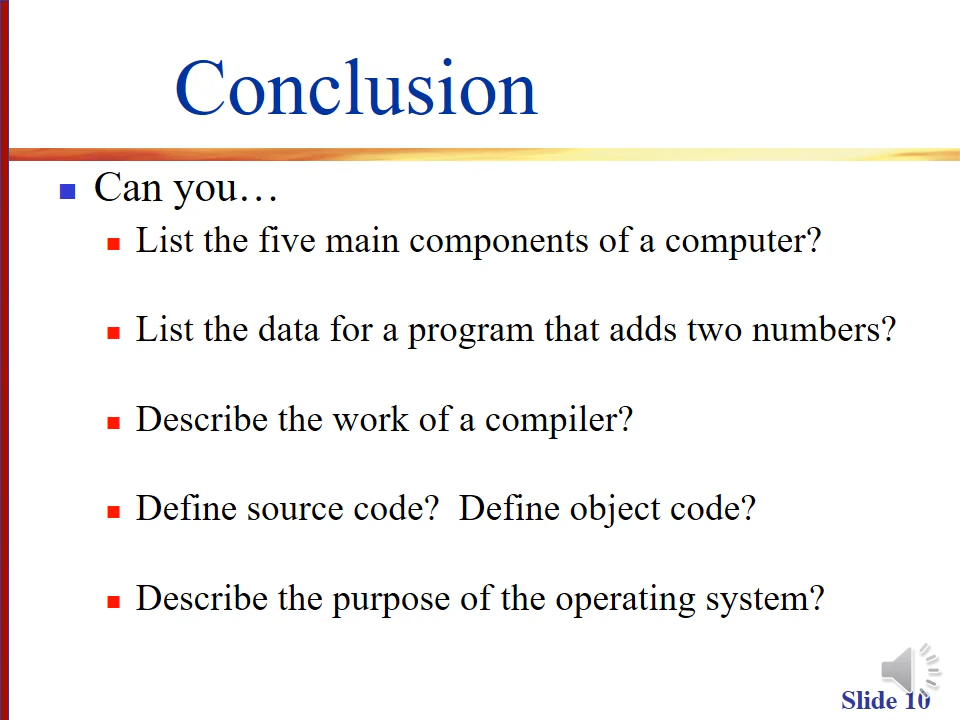 Conclusion
Can you…
List the five main components of a computer?
List the data for a program that adds two numbers?
Describe the work of a compiler?
Define source code?  Define object code?
Describe the purpose of the operating system?
Slide 10